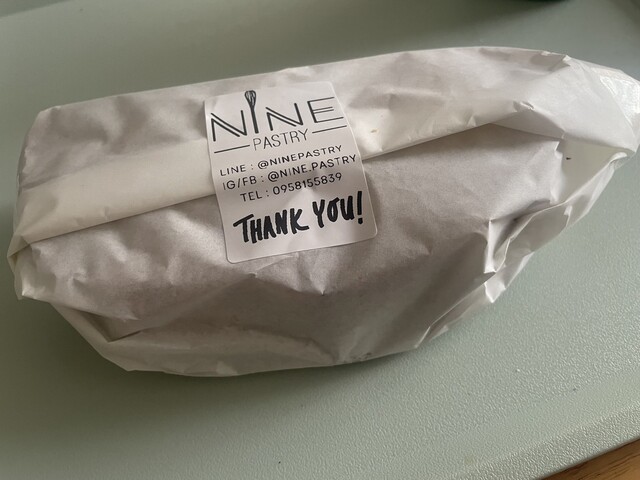 NINE
PASTRY
LINE : @NINEPASTRY
IG/FB : @NINE.PASTRY
TEL : 0958155839
THANK YOU!